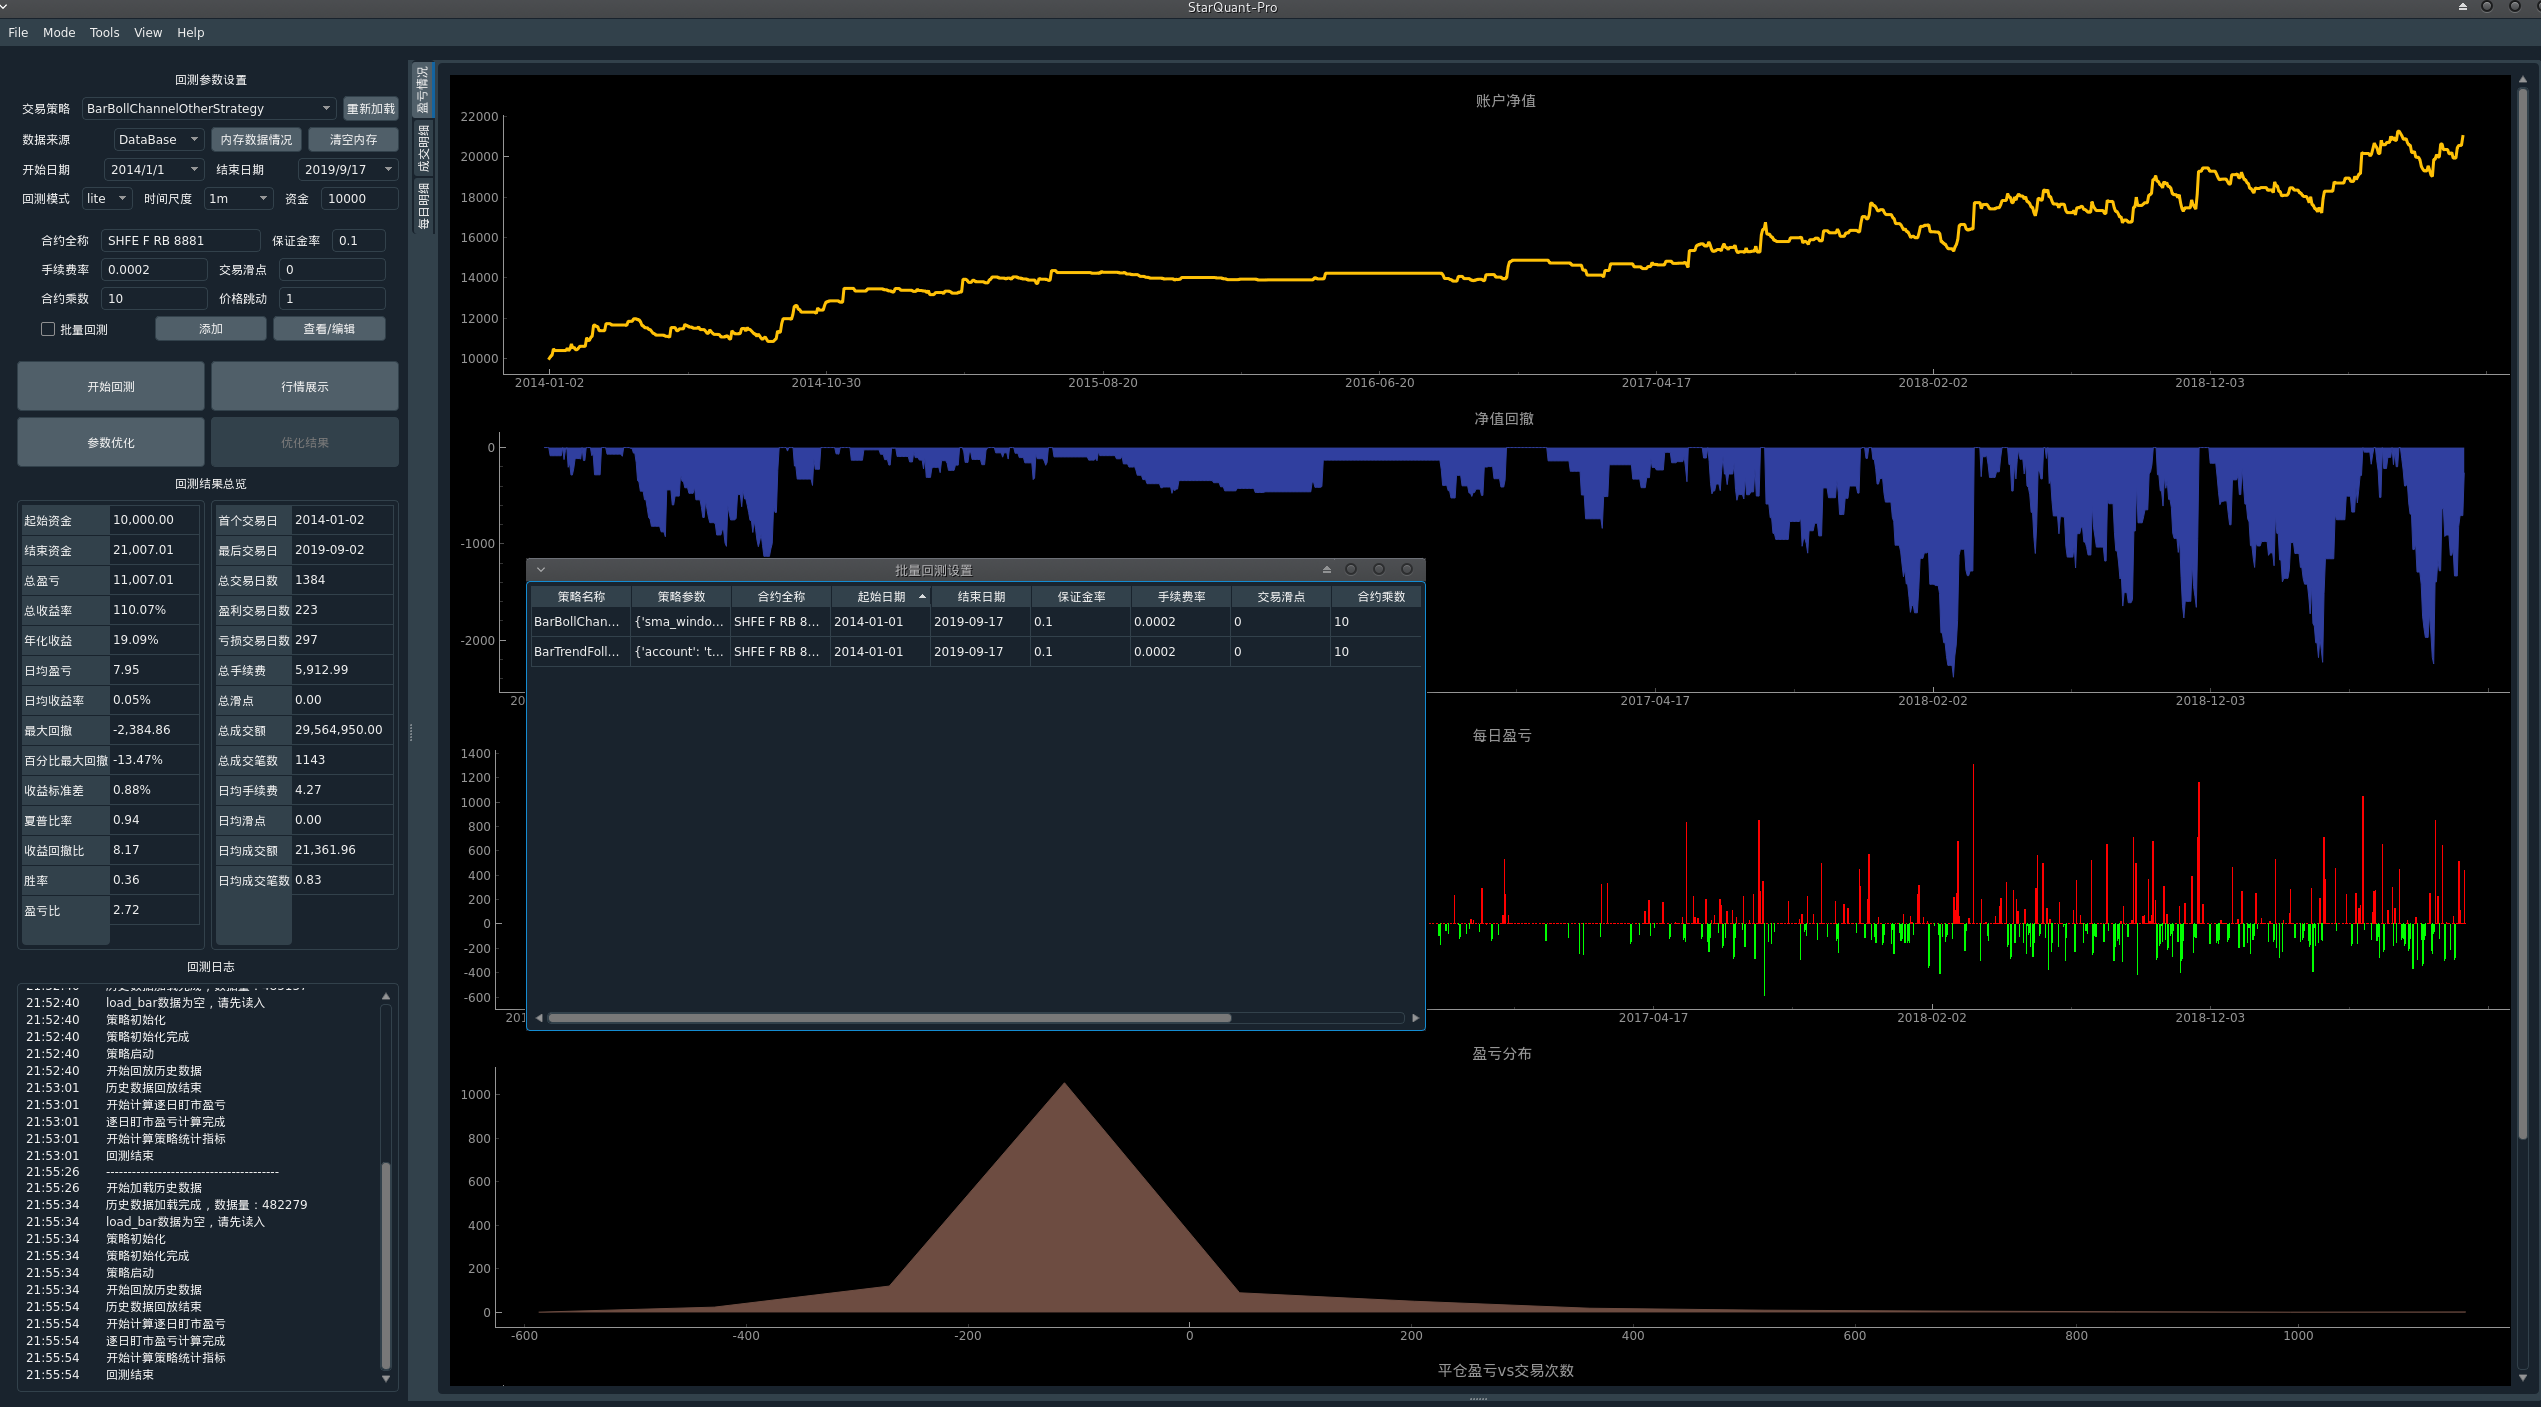 StarQuant-Pro
File Mode Tools View Help
回测参数设置
交易策略 BarBollChannelOtherStrategy 重新加载
数据来源 DataBase 内存数据情况 清空内存
开始日期 2014/1/1 结束日期 2019/9/17
回测模式 lite 时间尺度 1m 资金 10000
合约全称 SHFE F RB 8881 保证金率 0.1
手续费率 0.0002 交易滑点 0
合约乘数 10 价格跳动 1
批量回测 添加 查看/编辑
开始回测 行情展示
参数优化 优化结果
回测结果总览
起始资金 10,000.00 首个交易日 2014-01-02
结束资金 21,007.01 最后交易日 2019-09-02
总盈亏 11,007.01 总交易日数 1384
总收益率 110.07% 盈利交易日数 223
年化收益 19.09% 亏损交易日数 297
日均盈亏 7.95 总手续费 5,912.99
日均收益率 0.05% 总滑点 0.00
最大回撤 -2,384.86 总成交额 29,564,950.00
百分比最大回撤 -13.47% 总成交笔数 1143
收益标准差 0.88% 日均手续费 4.27
夏普比率 0.94 日均滑点 0.00
收益回撤比 8.17 日均成交额 21,361.96
胜率 0.36 日均成交笔数 0.83
盈亏比 2.72
回测日志
21:52:40 历史数据加载完成，数据量：483137
21:52:40 load_bar数据为空，请先读入
21:52:40 策略初始化
21:52:40 策略初始化完成
21:52:40 策略启动
21:52:40 开始回放历史数据
21:53:01 历史数据回放结束
21:53:01 开始计算逐日盯市盈亏
21:53:01 逐日盯市盈亏计算完成
21:53:01 开始计算策略统计指标
21:53:01 回测结束
21:55:26 ----------------------------------------
21:55:26 开始加载历史数据
21:55:34 历史数据加载完成，数据量：482279
21:55:34 load_bar数据为空，请先读入
21:55:34 策略初始化
21:55:34 策略初始化完成
21:55:34 策略启动
21:55:34 开始回放历史数据
21:55:54 历史数据回放结束
21:55:54 开始计算逐日盯市盈亏
21:55:54 逐日盯市盈亏计算完成
21:55:54 开始计算策略统计指标
21:55:54 回测结束
盈亏情况
成交明细
每日明细
账户净值
22000
20000
18000
16000
14000
12000
10000
2014-01-02 2014-10-30 2015-08-20 2016-06-20 2017-04-17 2018-02-02 2018-12-03
净值回撤
0
-1000
-2000
20 2017-04-17 2018-02-02 2018-12-03
批量回测设置
策略名称 策略参数 合约全称 起始日期 结束日期 保证金率 手续费率 交易滑点 合约乘数
BarBollChan... {'sma_windo... SHFE F RB 8... 2014-01-01 2019-09-17 0.1 0.0002 0 10
BarTrendFoll... {'account': 't... SHFE F RB 8... 2014-01-01 2019-09-17 0.1 0.0002 0 10
每日盈亏
1400
1200
1000
800
600
400
200
0
-200
-400
-600
201 2017-04-17 2018-02-02 2018-12-03
盈亏分布
1000
800
600
400
200
0
-600 -400 -200 0 200 400 600 800 1000
平仓盈亏vs交易次数